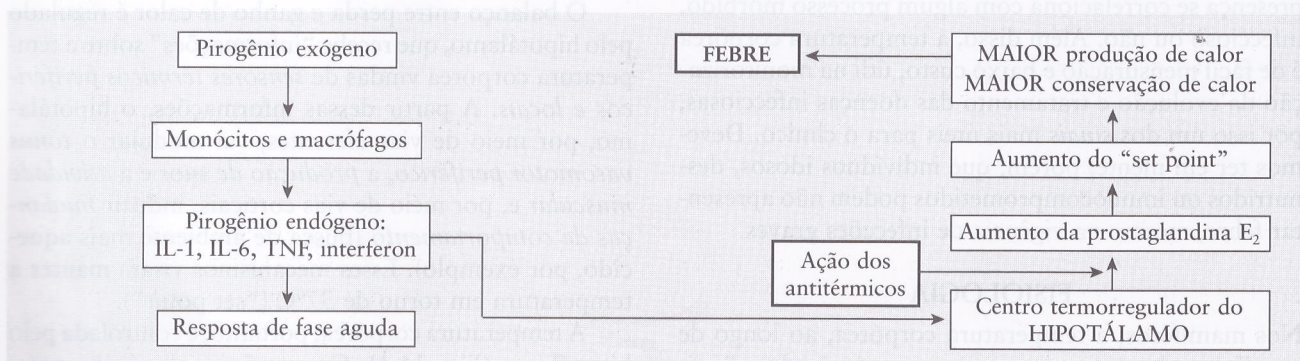 Pirogênio exógeno
Monócitos e macrófagos
Pirogênio endógeno:
IL-1, IL-6, TNF, interferon
Resposta de fase aguda
FEBRE
MAIOR produção de calor
MAIOR conservação de calor
Aumento do “set point”
Aumento da prostaglandina E₂
Ação dos
antitérmicos
Centro termorregulador do
HIPOTÁLAMO